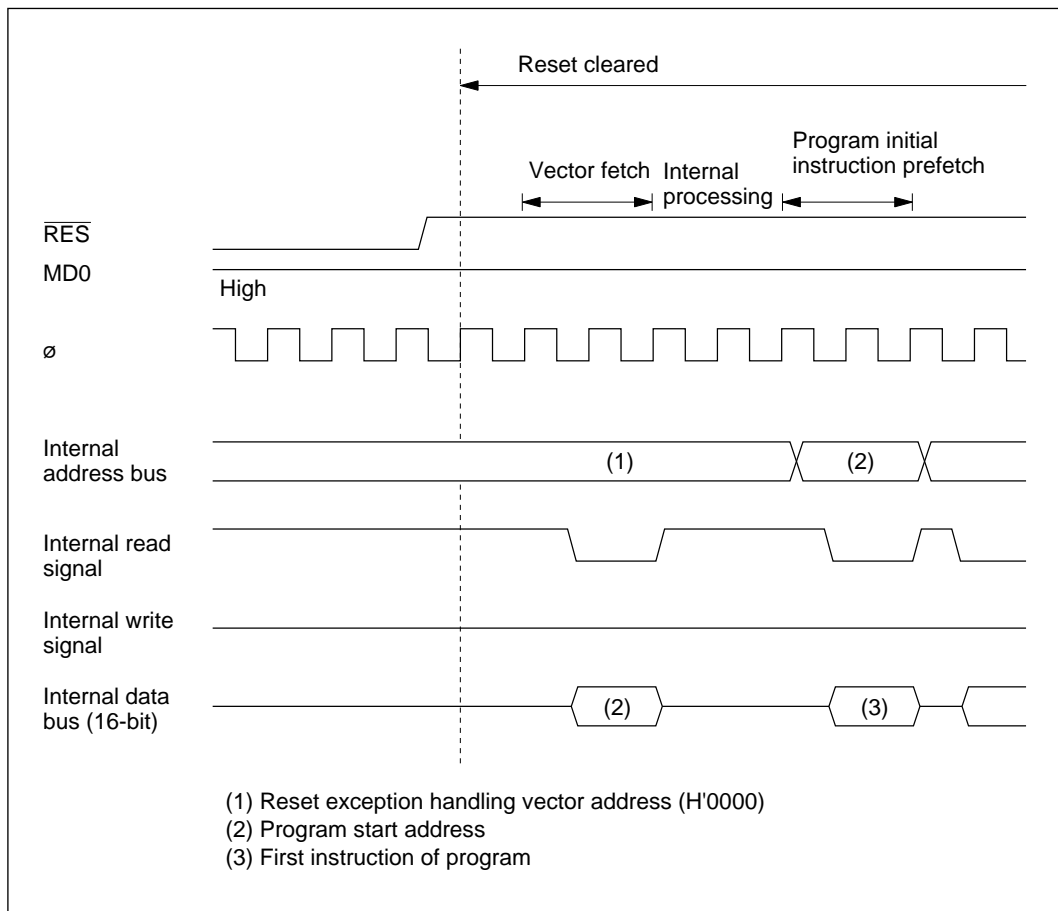 Reset cleared
Program initial
instruction prefetch
Vector fetch
Internal
processing
RES
MD0
High
ø
Internal
address bus
(1)
(2)
Internal read
signal
Internal write
signal
Internal data
bus (16-bit)
(2)
(3)
(1) Reset exception handling vector address (H'0000)
(2) Program start address
(3) First instruction of program